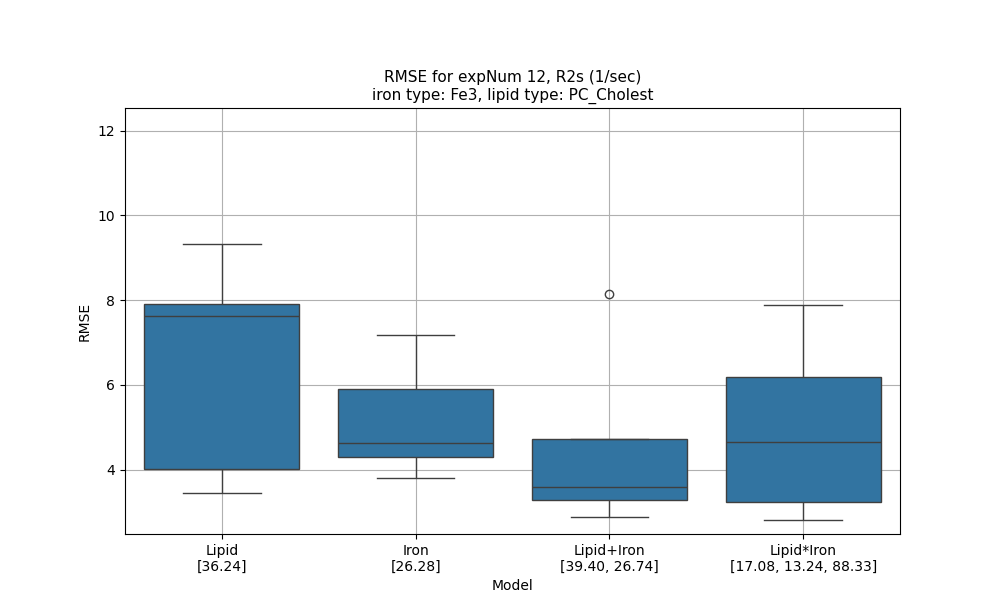 RMSE for expNum 12, R2s (1/sec)
iron type: Fe3, lipid type: PC_Cholest
12
10
8
6
4
RMSE
Lipid
[36.24]
Iron
[26.28]
Lipid+Iron
[39.40, 26.74]
Lipid*Iron
[17.08, 13.24, 88.33]
Model